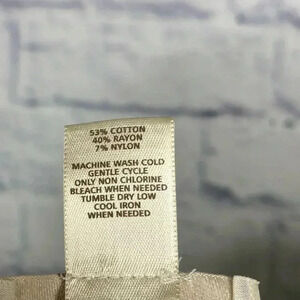 53% COTTON
40% RAYON
7% NYLON
MACHINE WASH COLD
GENTLE CYCLE
ONLY NON CHLORINE
BLEACH WHEN NEEDED
TUMBLE DRY LOW
COOL IRON
WHEN NEEDED